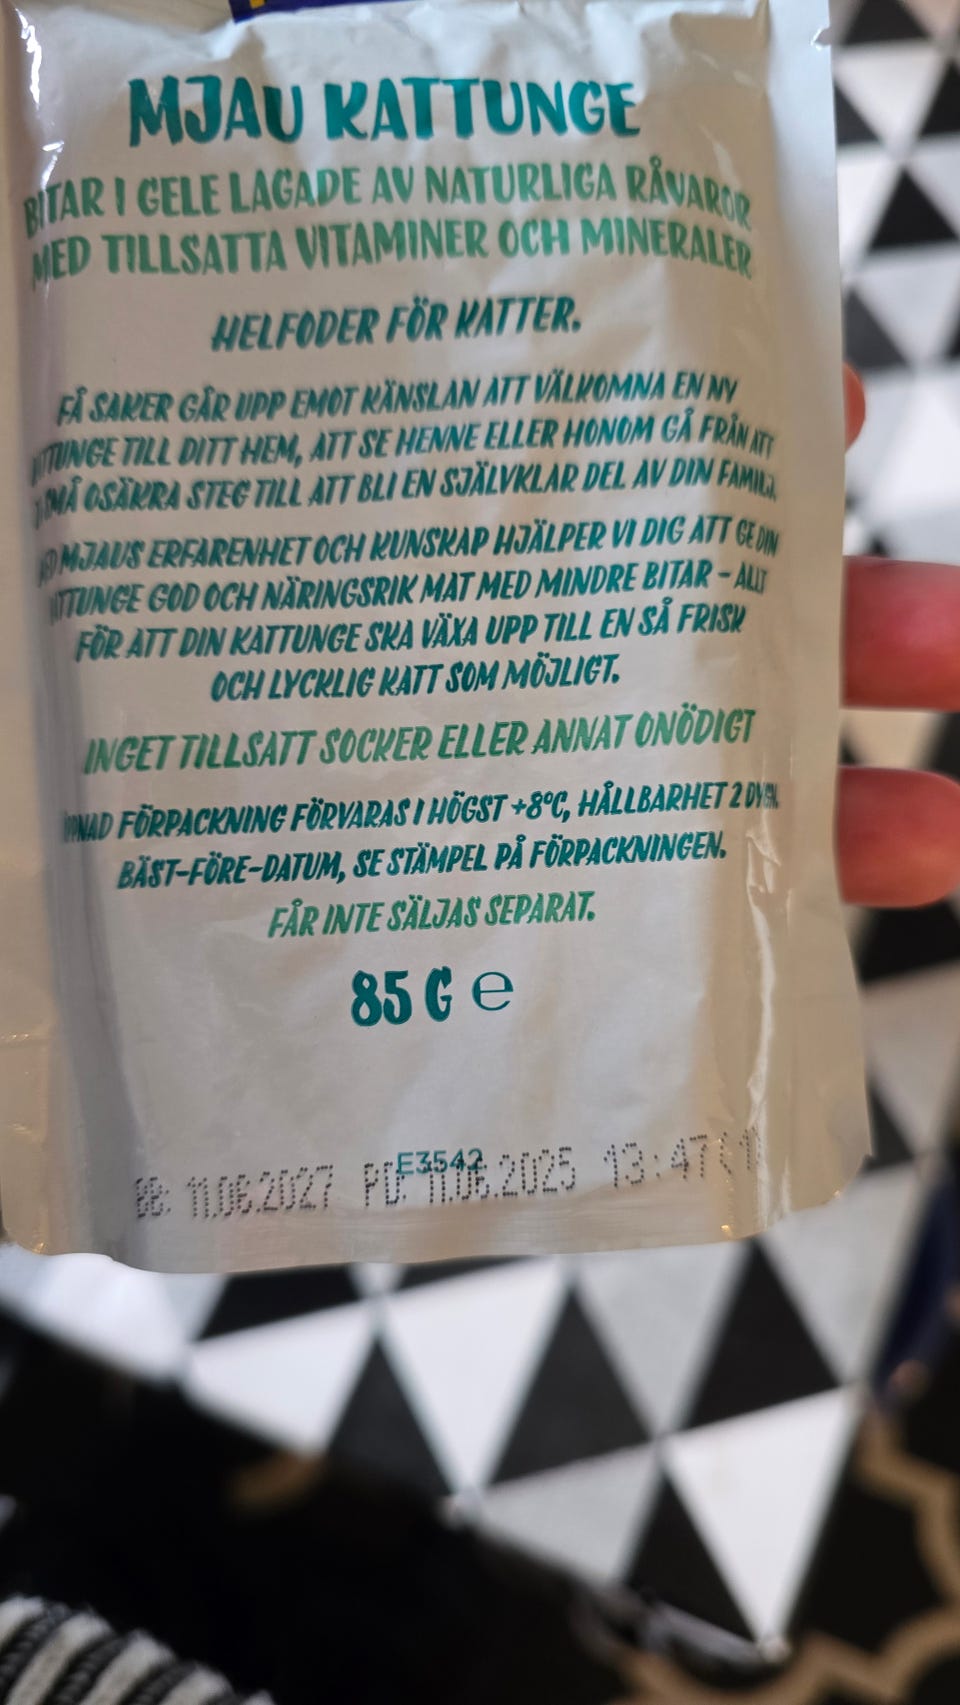 MJAU KATTUNGE
BITAR I GELE LAGADE AV NATURLIGA RÅVAROR
MED TILLSATTA VITAMINER OCH MINERALER
HELFODER FÖR KATTER.
FÅ SAKER GÅR UPP EMOT KÄNSLAN ATT VÄLKOMNA EN NY
KATTUNGE TILL DITT HEM, ATT SE HENNE ELLER HONOM GÅ FRÅN ATT
SMÅ OSÄKRA STEG TILL ATT BLI EN SJÄLVKLAR DEL AV DIN FAMILJ.
MED MJAUS ERFARENHET OCH KUNSKAP HJÄLPER VI DIG ATT GE DIN
KATTUNGE GOD OCH NÄRINGSRIK MAT MED MINDRE BITAR – ALLT
FÖR ATT DIN KATTUNGE SKA VÄXA UPP TILL EN SÅ FRISK
OCH LYCKLIG KATT SOM MÖJLIGT.
INGET TILLSATT SOCKER ELLER ANNAT ONÖDIGT
ÖPPNAD FÖRPACKNING FÖRVARAS I HÖGST +8°C, HÅLLBARHET 2 DYGN.
BÄST-FÖRE-DATUM, SE STÄMPEL PÅ FÖRPACKNINGEN.
FÅR INTE SÄLJAS SEPARAT.
85 G ℮
E3542
BB: 11.06.2027 PD: 11.06.2025 13:47